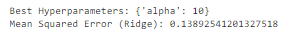 Best Hyperparameters: {'alpha': 10}
Mean Squared Error (Ridge): 0.13892541201327518